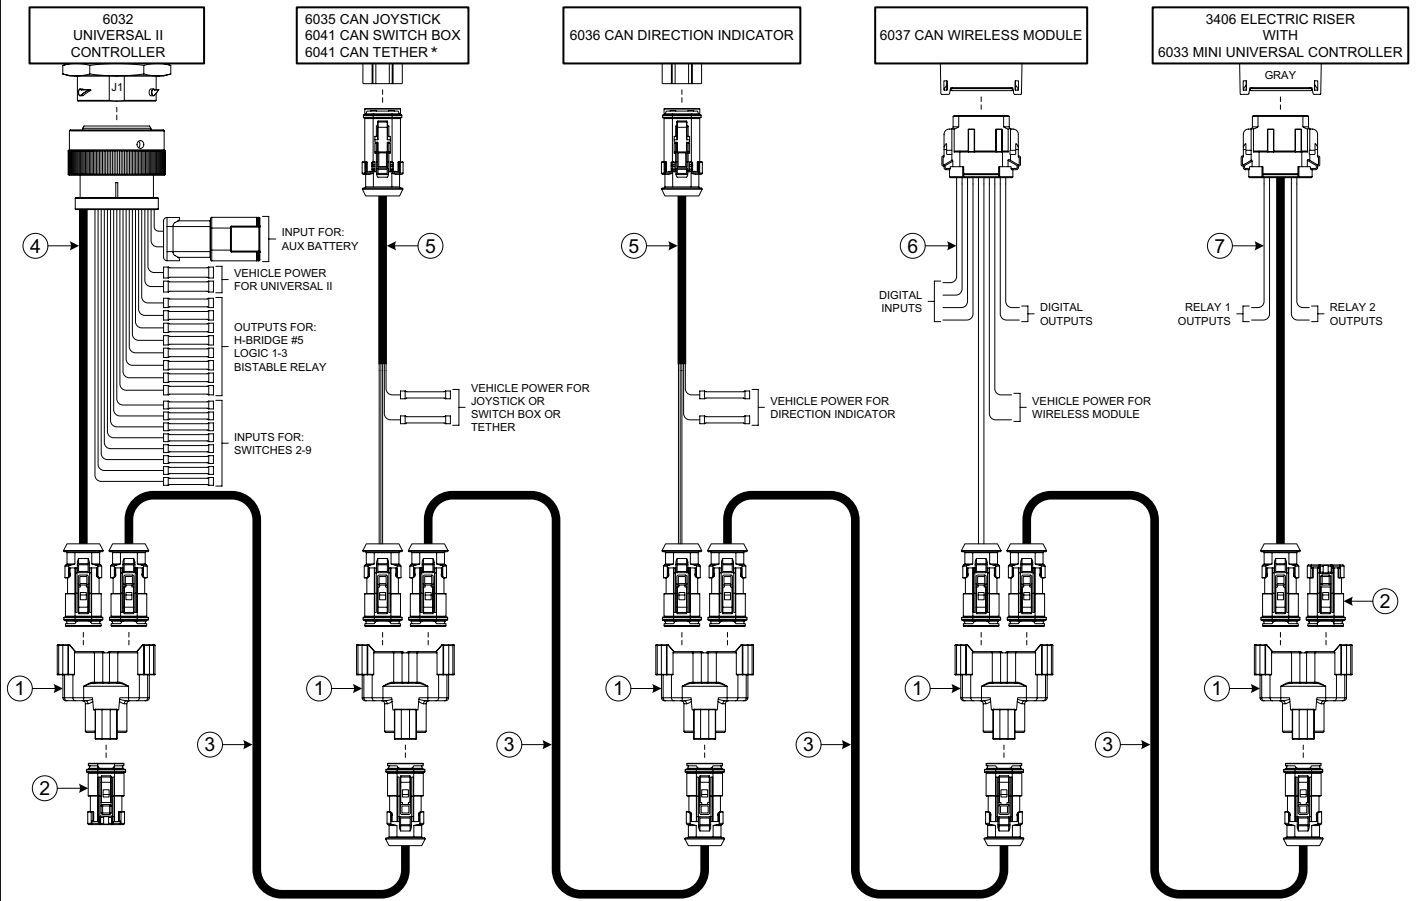 6032
UNIVERSAL II
CONTROLLER
6035 CAN JOYSTICK
6041 CAN SWITCH BOX
6041 CAN TETHER *
6036 CAN DIRECTION INDICATOR
6037 CAN WIRELESS MODULE
3406 ELECTRIC RISER
WITH
6033 MINI UNIVERSAL CONTROLLER
J1
GRAY
4
INPUT FOR:
AUX BATTERY
VEHICLE POWER
FOR UNIVERSAL II
OUTPUTS FOR:
H-BRIDGE #5
LOGIC 1-3
BISTABLE RELAY
INPUTS FOR:
SWITCHES 2-9
5
VEHICLE POWER FOR
JOYSTICK OR
SWITCH BOX OR
TETHER
5
VEHICLE POWER FOR
DIRECTION INDICATOR
6
DIGITAL
INPUTS
DIGITAL
OUTPUTS
VEHICLE POWER FOR
WIRELESS MODULE
7
RELAY 1
OUTPUTS
RELAY 2
OUTPUTS
2
1
1
1
1
1
3
3
3
3
2